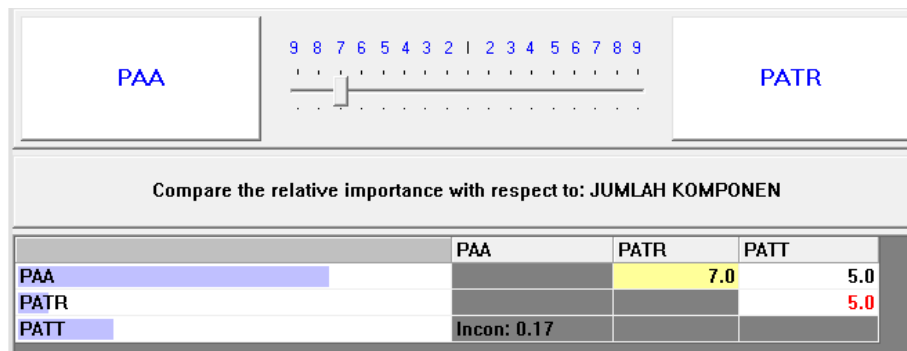 9 8 7 6 5 4 3 2 | 2 3 4 5 6 7 8 9
PAA PATR
Compare the relative importance with respect to: JUMLAH KOMPONEN
PAA PATR PATT
PAA 7.0 5.0
PATR 5.0
PATT Incon: 0.17